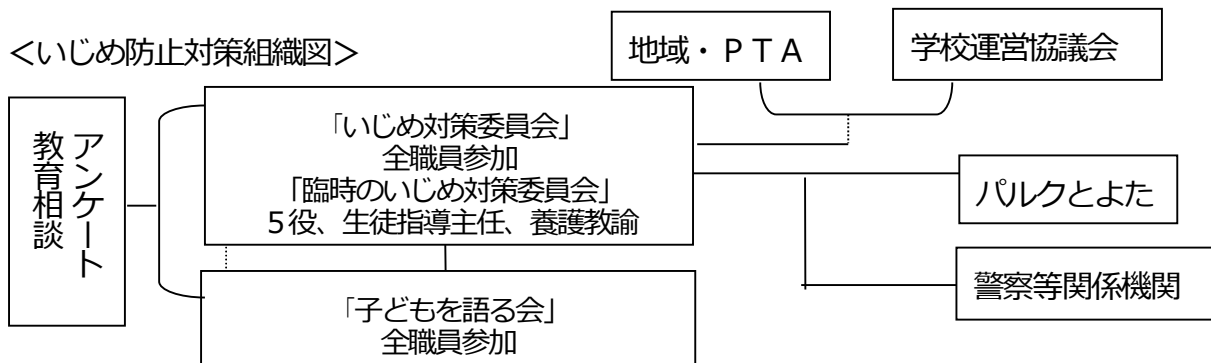 ＜いじめ防止対策組織図＞
地域・ＰＴＡ
学校運営協議会
アンケート
教育相談
「いじめ対策委員会」
全職員参加
「臨時のいじめ対策委員会」
５役、生徒指導主任、養護教諭
パルクとよた
警察等関係機関
「子どもを語る会」
全職員参加